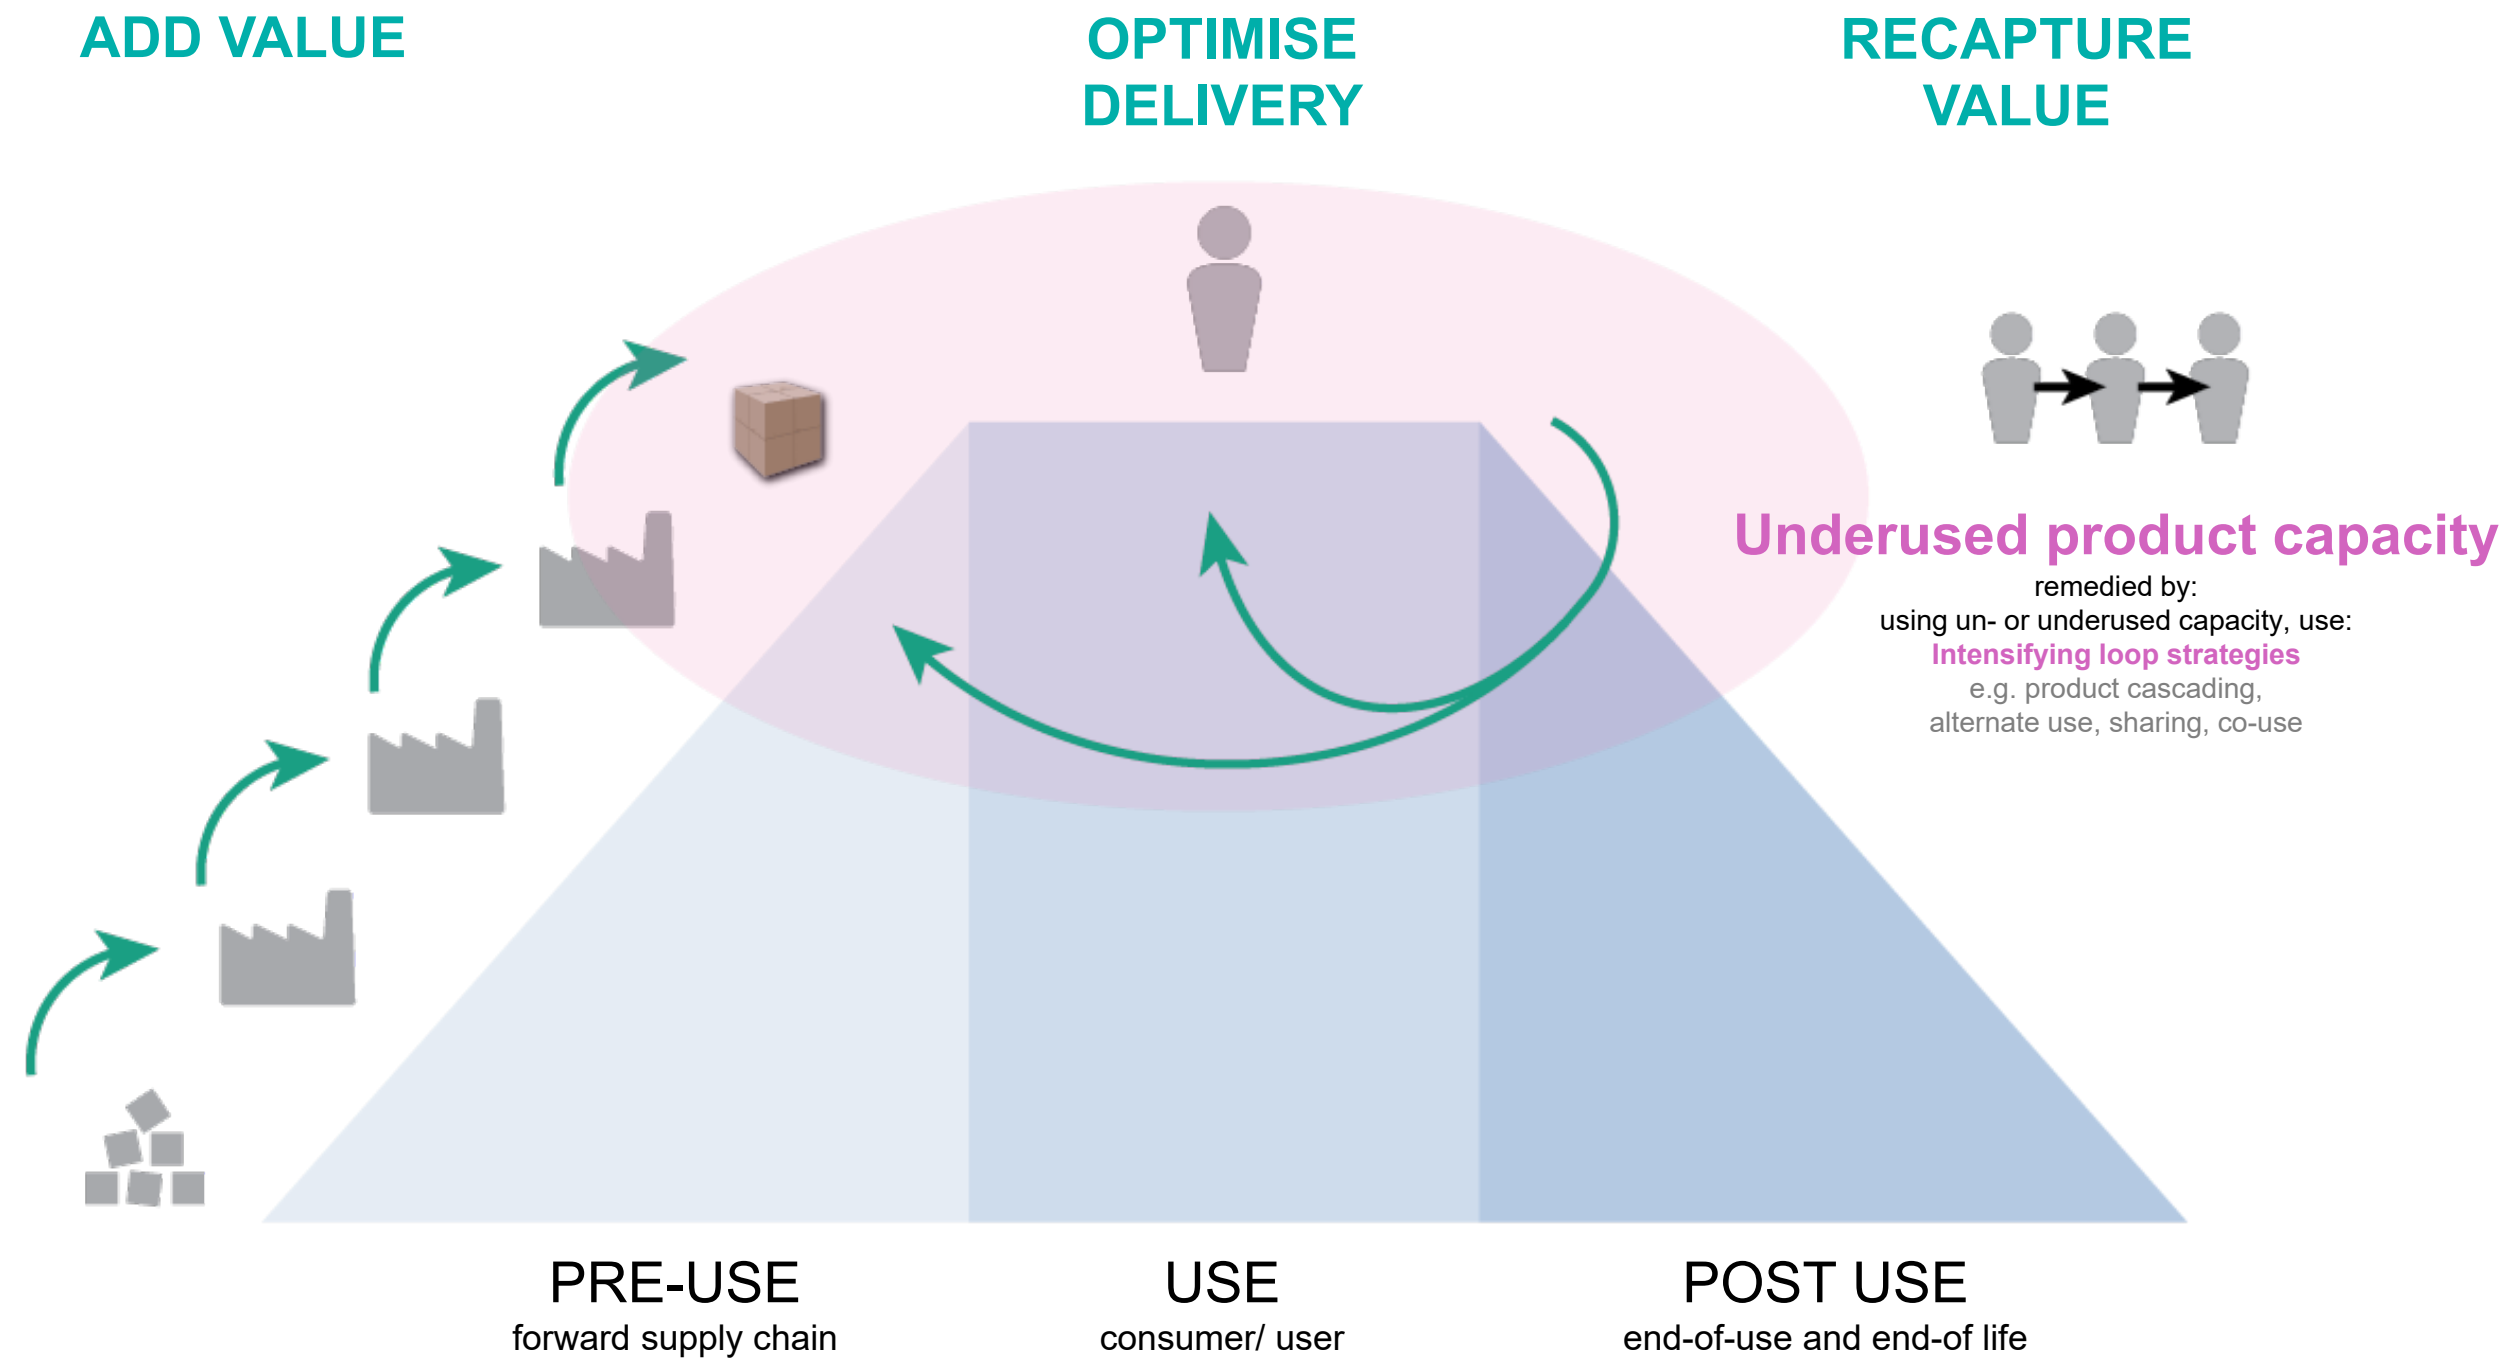 ADD VALUE
OPTIMISE
DELIVERY
RECAPTURE
VALUE
Underused product capacity
remedied by:
using un- or underused capacity, use:
Intensifying loop strategies
e.g. product cascading,
alternate use, sharing, co-use
PRE-USE
forward supply chain
USE
consumer/ user
POST USE
end-of-use and end-of life